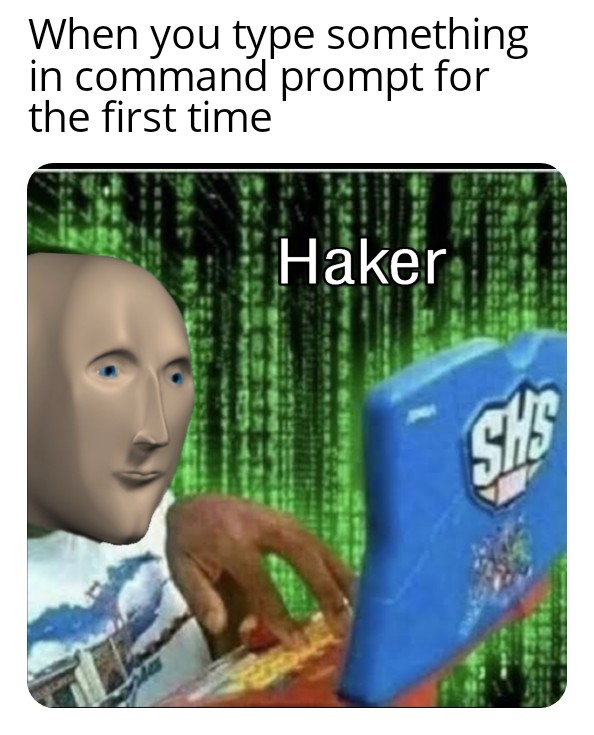 When you type something
in command prompt for
the first time
Haker
SHS